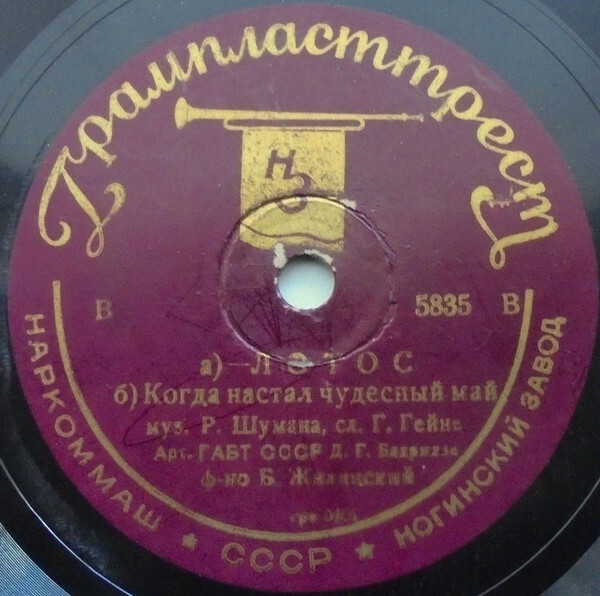 Грампласттрест
НЗ
В 5835 В
а)—ЛОТОС
б) Когда настал чудесный май
муз. Р. Шумана, сл. Г. Гейне
Арт. ГАБТ СССР Д. Г. Бадридзе
ф-но Б. Жилинский
НАРКОММАШ ★ СССР ★ НОГИНСКИЙ ЗАВОД